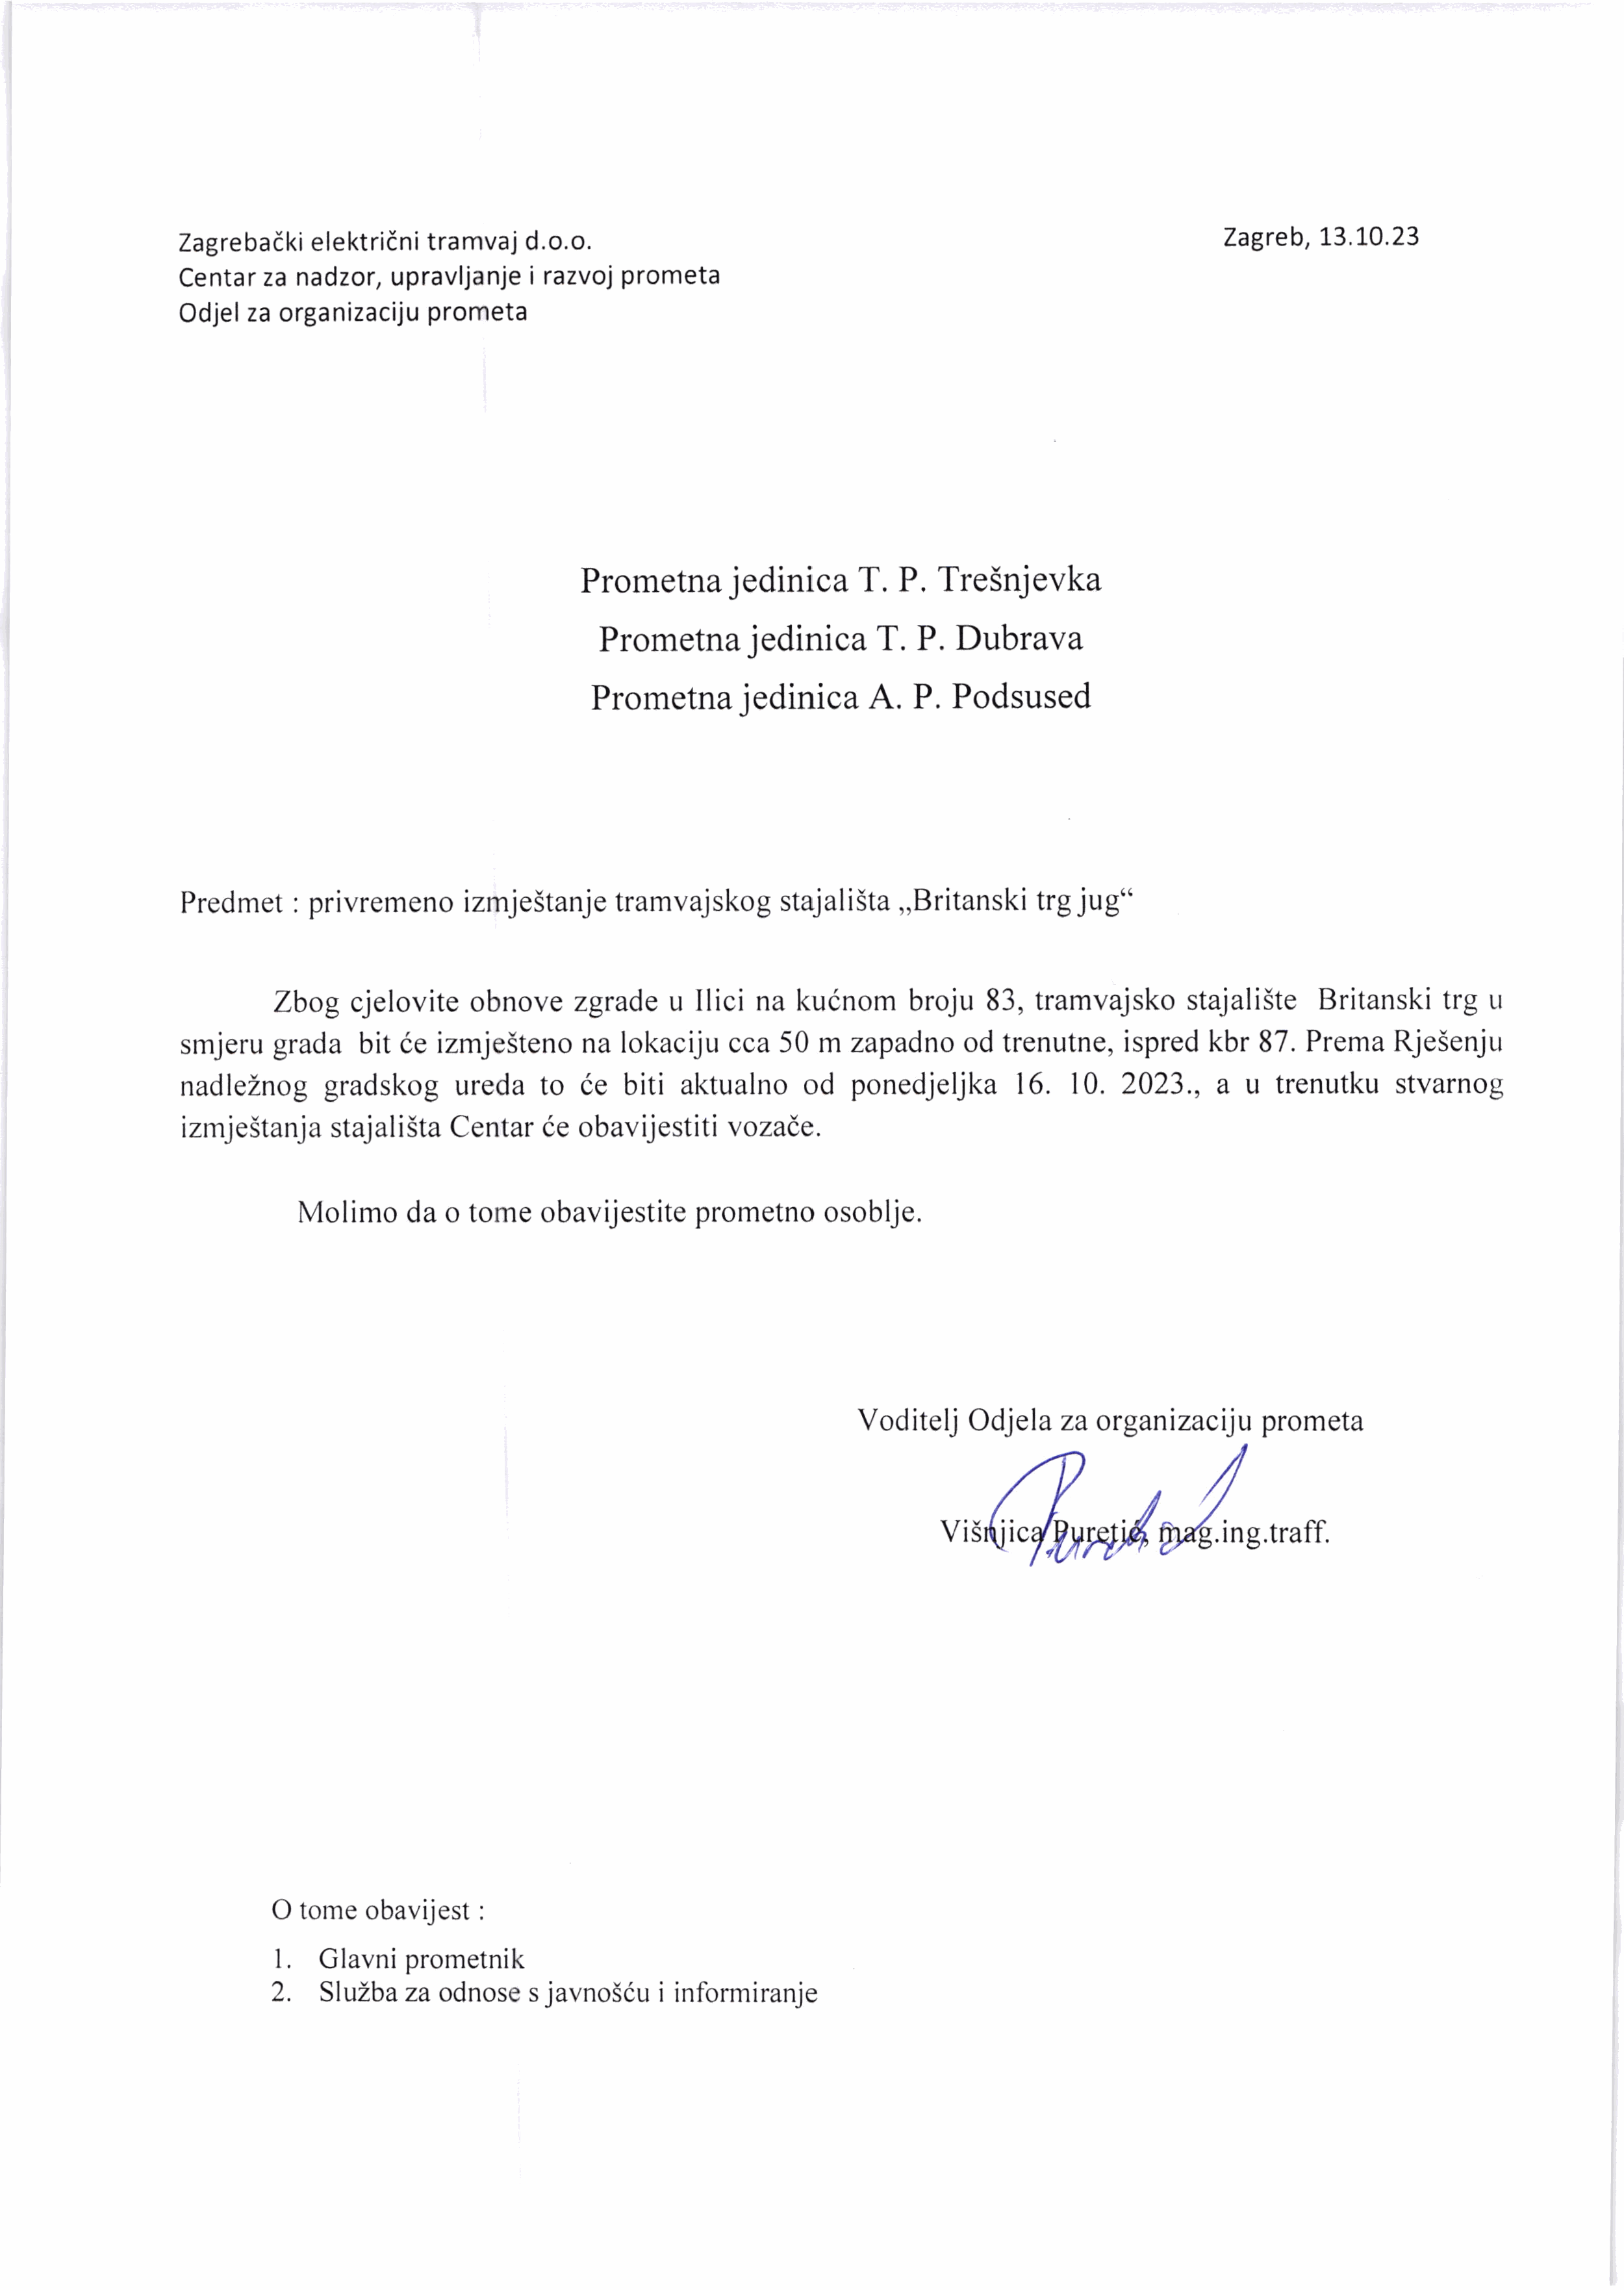 Zagrebački električni tramvaj d.o.o.
Zagreb, 13.10.23
Centar za nadzor, upravljanje i razvoj prometa
Odjel za organizaciju prometa
Prometna jedinica T. P. Trešnjevka
Prometna jedinica T. P. Dubrava
Prometna jedinica A. P. Podsused
Predmet : privremeno izmještanje tramvajskog stajališta „Britanski trg jug“
Zbog cjelovite obnove zgrade u Ilici na kućnom broju 83, tramvajsko stajalište Britanski trg u
smjeru grada bit će izmješteno na lokaciju cca 50 m zapadno od trenutne, ispred kbr 87. Prema Rješenju
nadležnog gradskog ureda to će biti aktualno od ponedjeljka 16. 10. 2023., a u trenutku stvarnog
izmještanja stajališta Centar će obavijestiti vozače.
Molimo da o tome obavijestite prometno osoblje.
Voditelj Odjela za organizaciju prometa
Višnjica Puretić, mag.ing.traff.
O tome obavijest :
1. Glavni prometnik
2. Služba za odnose s javnošću i informiranje